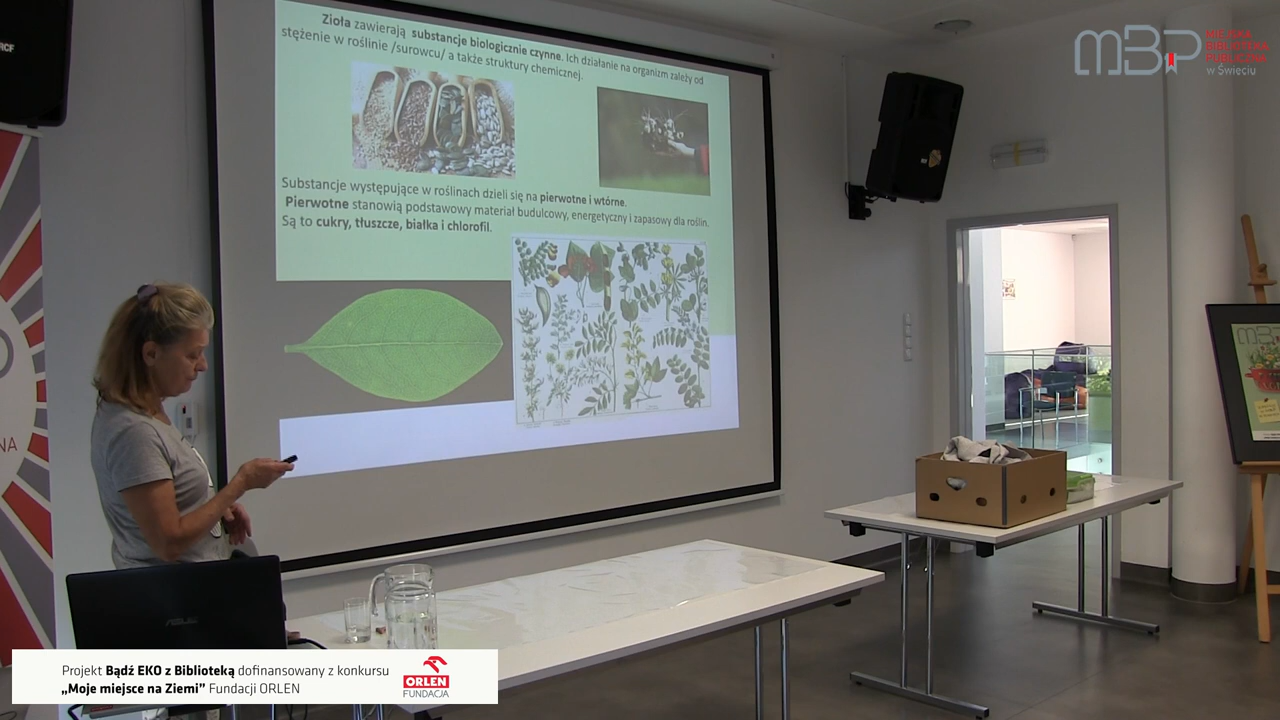 Zioła zawierają substancje biologicznie czynne. Ich działanie na organizm zależy od
stężenie w roślinie /surowcu/ a także struktury chemicznej.
Substancje występujące w roślinach dzieli się na pierwotne i wtórne.
Pierwotne stanowią podstawowy materiał budulcowy, energetyczny i zapasowy dla roślin.
Są to cukry, tłuszcze, białka i chlorofil.
MBP
MIEJSKA
BIBLIOTEKA
PUBLICZNA
w Świeciu
MBP
NA
ASUS
Projekt Bądź EKO z Biblioteką dofinansowany z konkursu
„Moje miejsce na Ziemi” Fundacji ORLEN
ORLEN
FUNDACJA